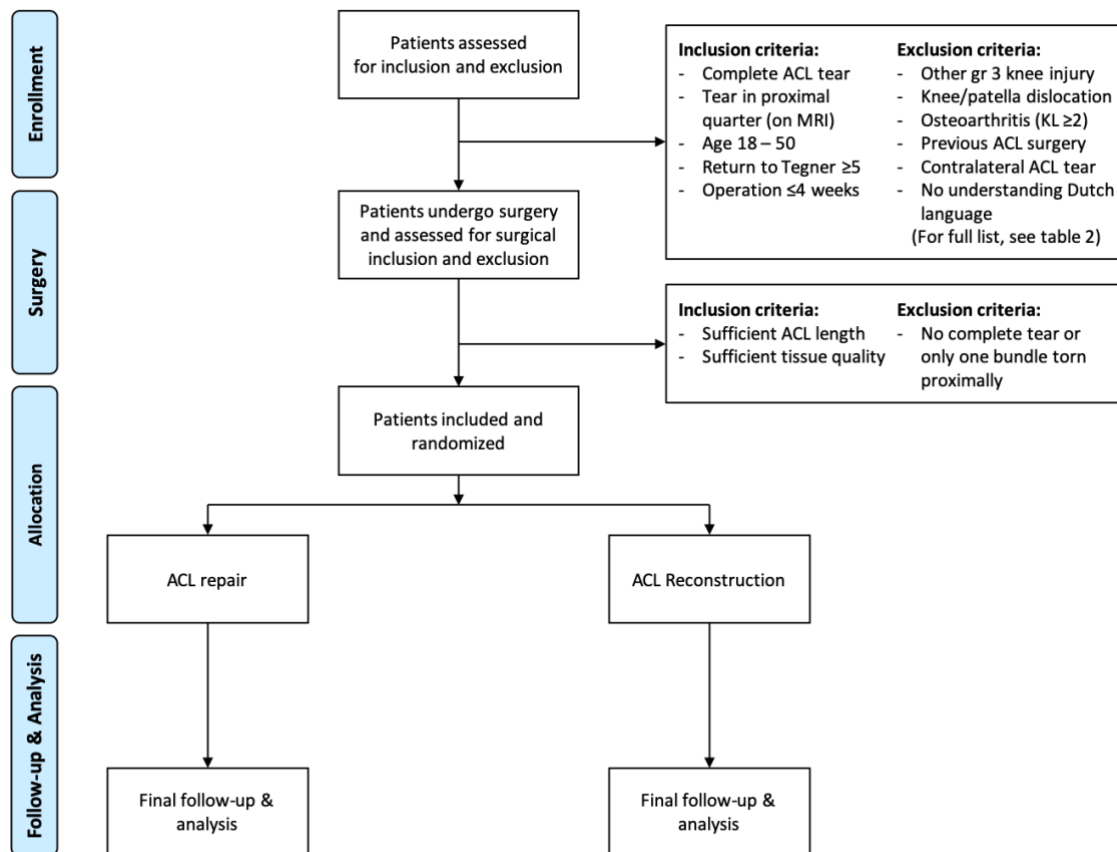 Enrollment
Patients assessed
for inclusion and exclusion
Inclusion criteria:
- Complete ACL tear
- Tear in proximal
quarter (on MRI)
- Age 18 – 50
- Return to Tegner ≥5
- Operation ≤4 weeks
Exclusion criteria:
- Other gr 3 knee injury
- Knee/patella dislocation
- Osteoarthritis (KL ≥2)
- Previous ACL surgery
- Contralateral ACL tear
- No understanding Dutch
language
(For full list, see table 2)
Surgery
Patients undergo surgery
and assessed for surgical
inclusion and exclusion
Inclusion criteria:
- Sufficient ACL length
- Sufficient tissue quality
Exclusion criteria:
- No complete tear or
only one bundle torn
proximally
Allocation
Patients included and
randomized
ACL repair
ACL Reconstruction
Follow-up & Analysis
Final follow-up &
analysis
Final follow-up &
analysis